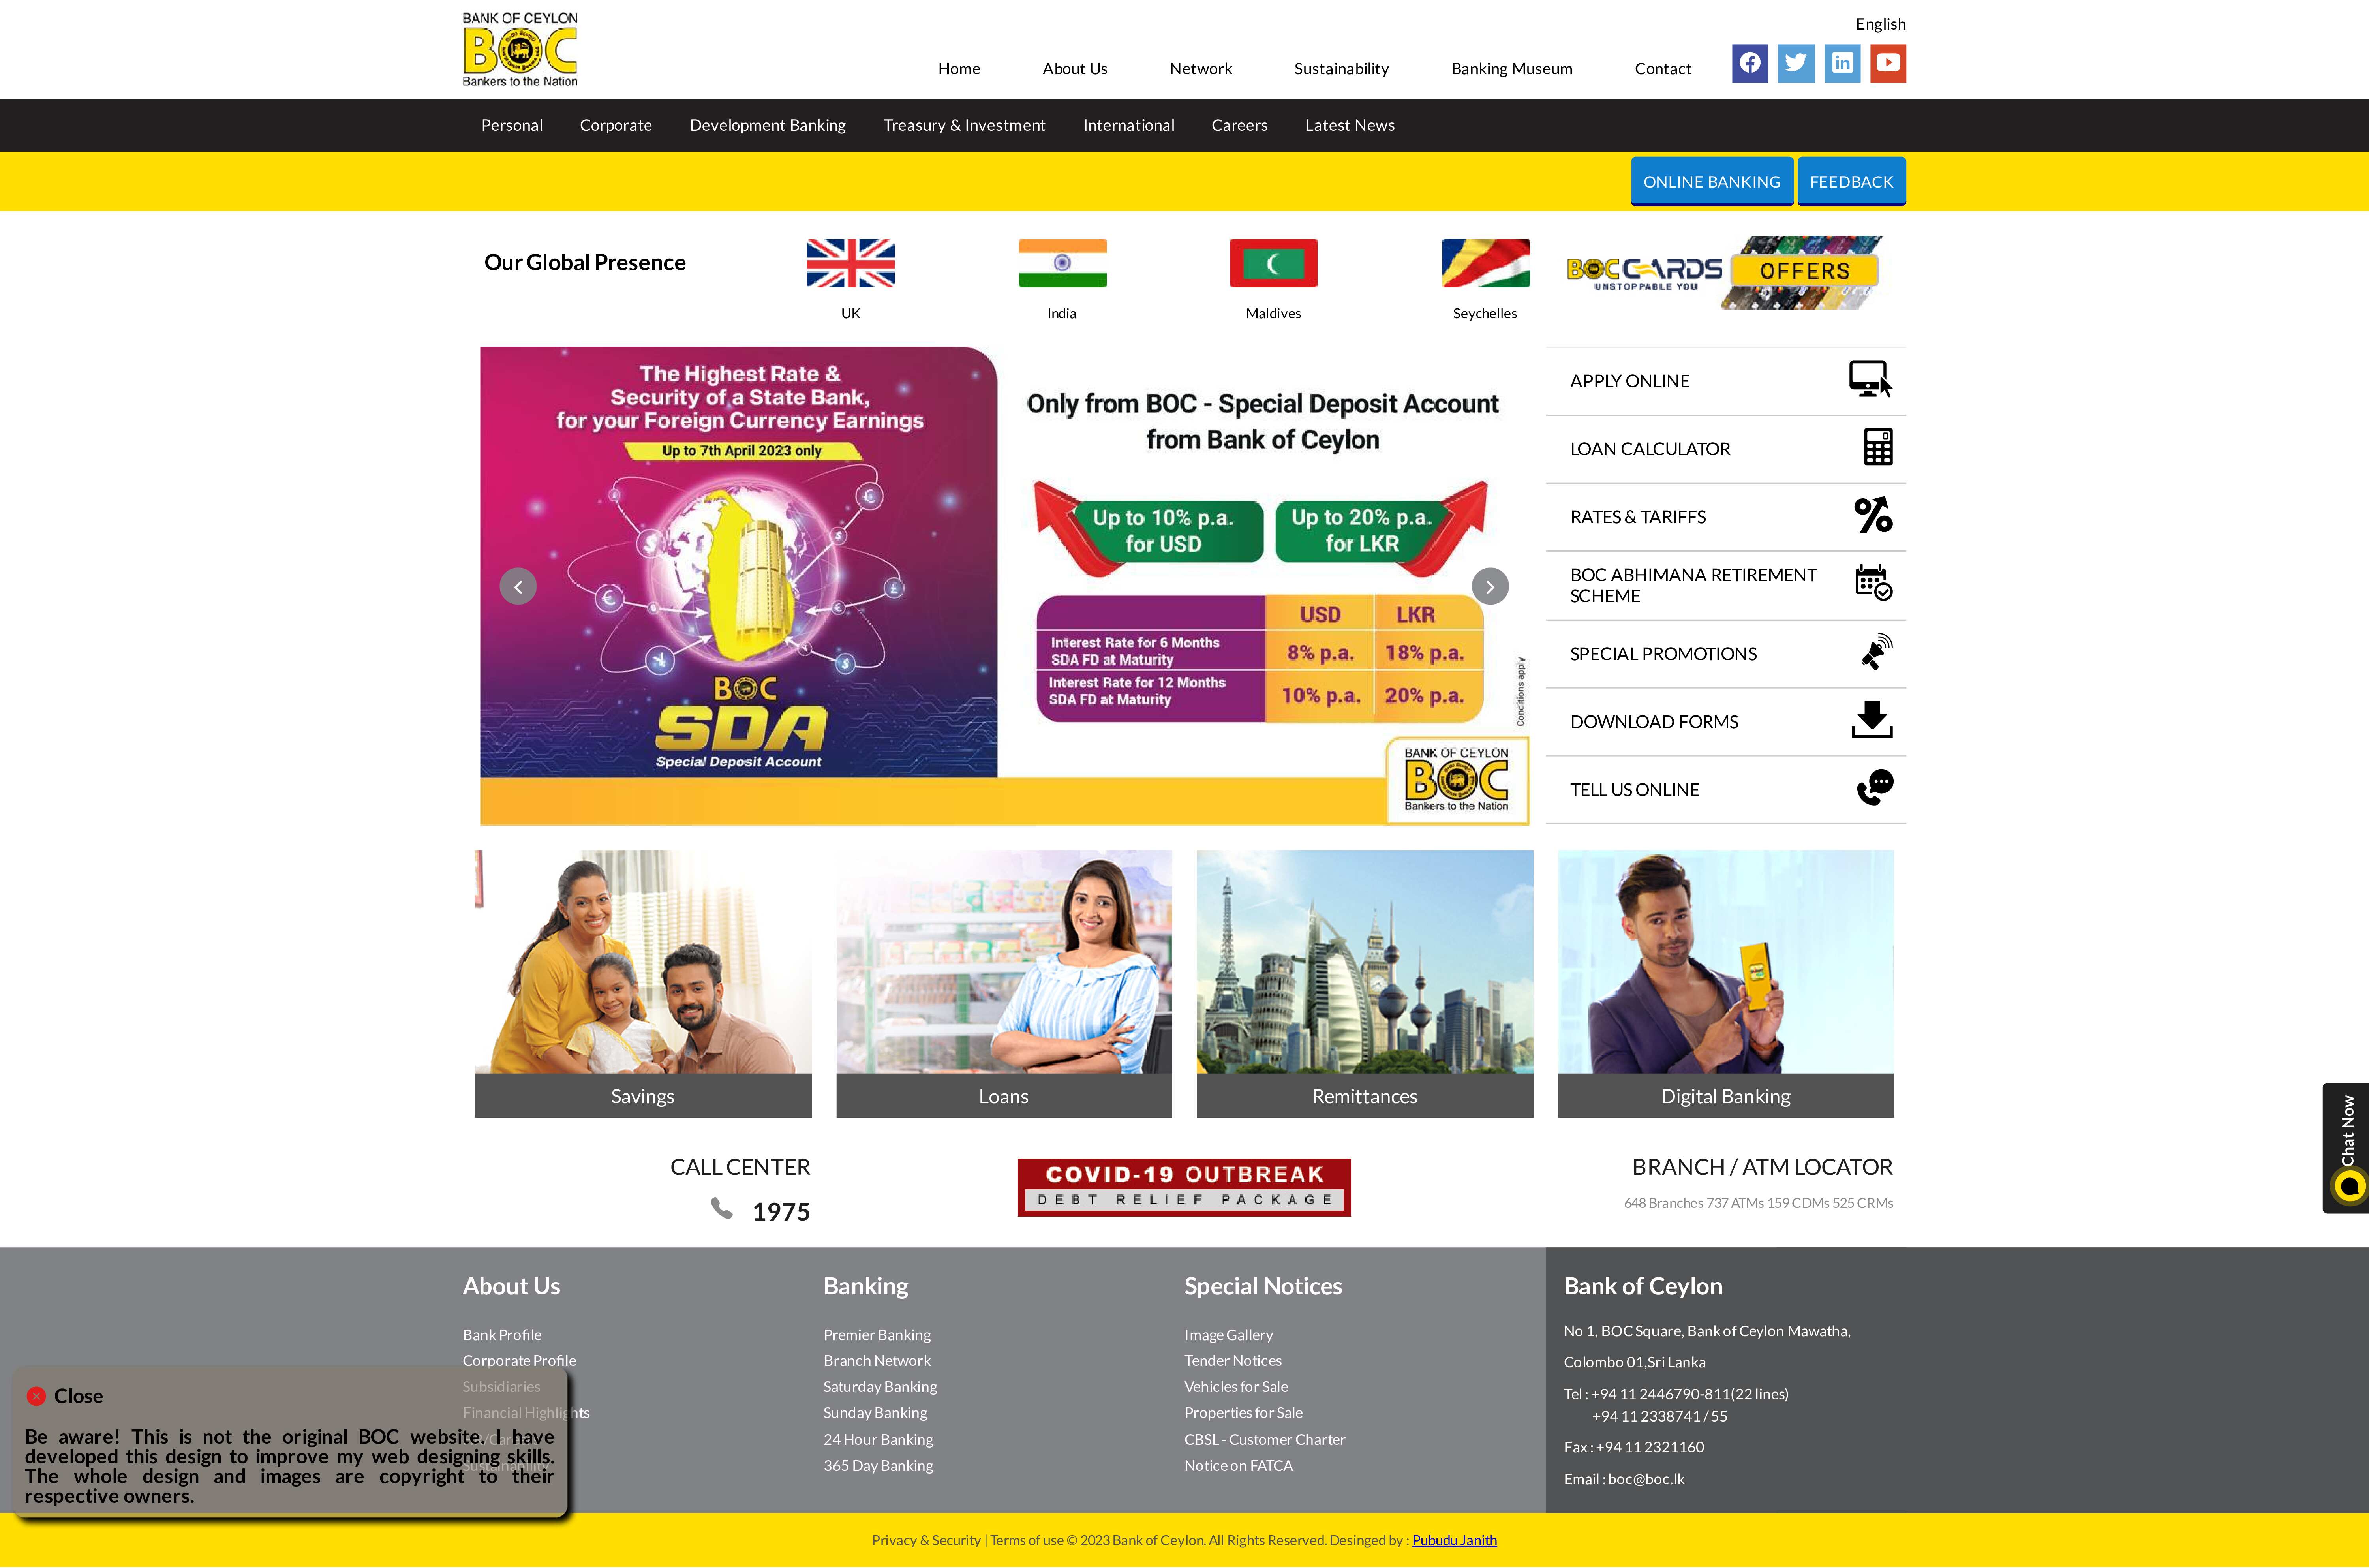 BANK OF CEYLON
BOC
Bankers to the Nation
English
Home About Us Network Sustainability Banking Museum Contact
Personal Corporate Development Banking Treasury & Investment International Careers Latest News
ONLINE BANKING FEEDBACK
Our Global Presence
UK India Maldives Seychelles
BOC CARDS
UNSTOPPABLE YOU
OFFERS
The Highest Rate &
Security of a State Bank,
for your Foreign Currency Earnings
Up to 7th April 2023 only
BOC
SDA
Special Deposit Account
Only from BOC - Special Deposit Account
from Bank of Ceylon
Up to 10% p.a.
for USD
Up to 20% p.a.
for LKR
USD LKR
Interest Rate for 6 Months
SDA FD at Maturity
8% p.a. 18% p.a.
Interest Rate for 12 Months
SDA FD at Maturity
10% p.a. 20% p.a.
Conditions apply
BANK OF CEYLON
BOC
Bankers to the Nation
APPLY ONLINE
LOAN CALCULATOR
RATES & TARIFFS
BOC ABHIMANA RETIREMENT
SCHEME
SPECIAL PROMOTIONS
DOWNLOAD FORMS
TELL US ONLINE
Savings Loans Remittances Digital Banking
Chat Now
CALL CENTER
1975
COVID-19 OUTBREAK
DEBT RELIEF PACKAGE
BRANCH / ATM LOCATOR
648 Branches 737 ATMs 159 CDMs 525 CRMs
About Us
Bank Profile
Corporate Profile
Subsidiaries
Financial Highlights
Banking
Premier Banking
Branch Network
Saturday Banking
Sunday Banking
24 Hour Banking
365 Day Banking
Special Notices
Image Gallery
Tender Notices
Vehicles for Sale
Properties for Sale
CBSL - Customer Charter
Notice on FATCA
Bank of Ceylon
No 1, BOC Square, Bank of Ceylon Mawatha,
Colombo 01,Sri Lanka
Tel : +94 11 2446790-811(22 lines)
+94 11 2338741 / 55
Fax : +94 11 2321160
Email : boc@boc.lk
Close
Be aware! This is not the original BOC website. I have
developed this design to improve my web designing skills.
The whole design and images are copyright to their
respective owners.
Privacy & Security | Terms of use © 2023 Bank of Ceylon. All Rights Reserved. Desinged by : Pubudu Janith